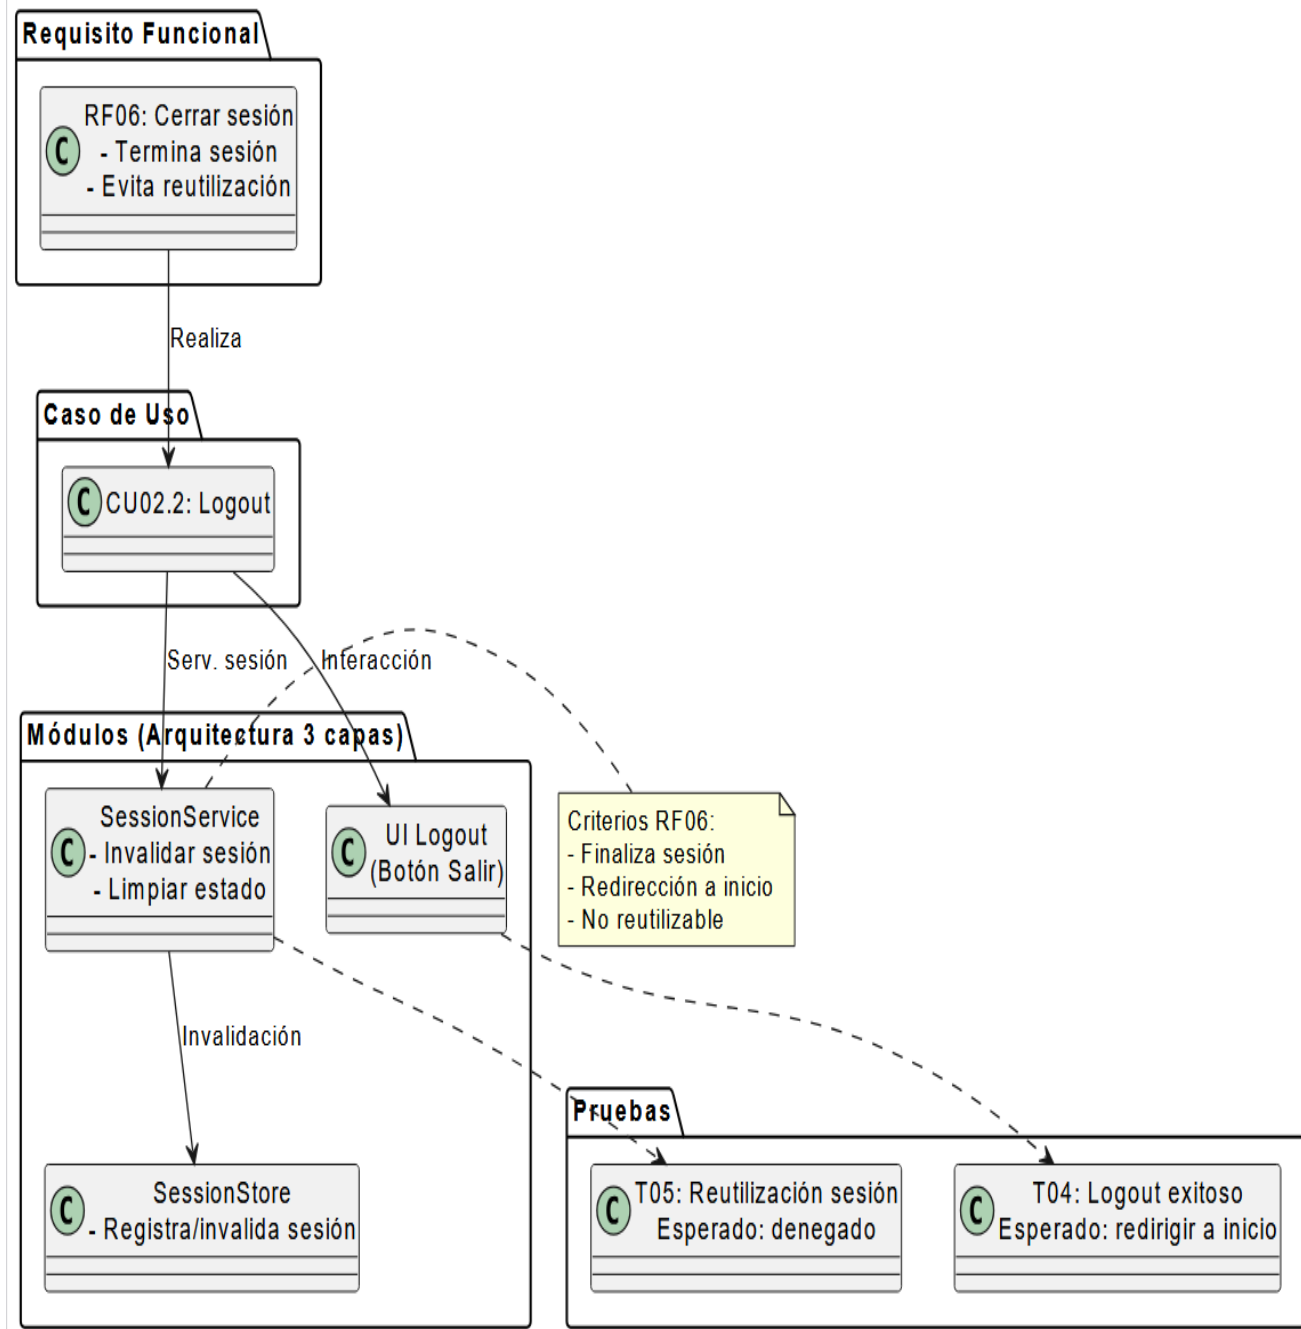 Requisito Funcional
C
RF06: Cerrar sesión
- Termina sesión
- Evita reutilización
Realiza
Caso de Uso
C
CU02.2: Logout
Serv. sesión
Interacción
Módulos (Arquitectura 3 capas)
C
SessionService
- Invalidar sesión
- Limpiar estado
C
UI Logout
(Botón Salir)
Criterios RF06:
- Finaliza sesión
- Redirección a inicio
- No reutilizable
Invalidación
C
SessionStore
- Registra/invalida sesión
Pruebas
C
T05: Reutilización sesión
Esperado: denegado
C
T04: Logout exitoso
Esperado: redirigir a inicio